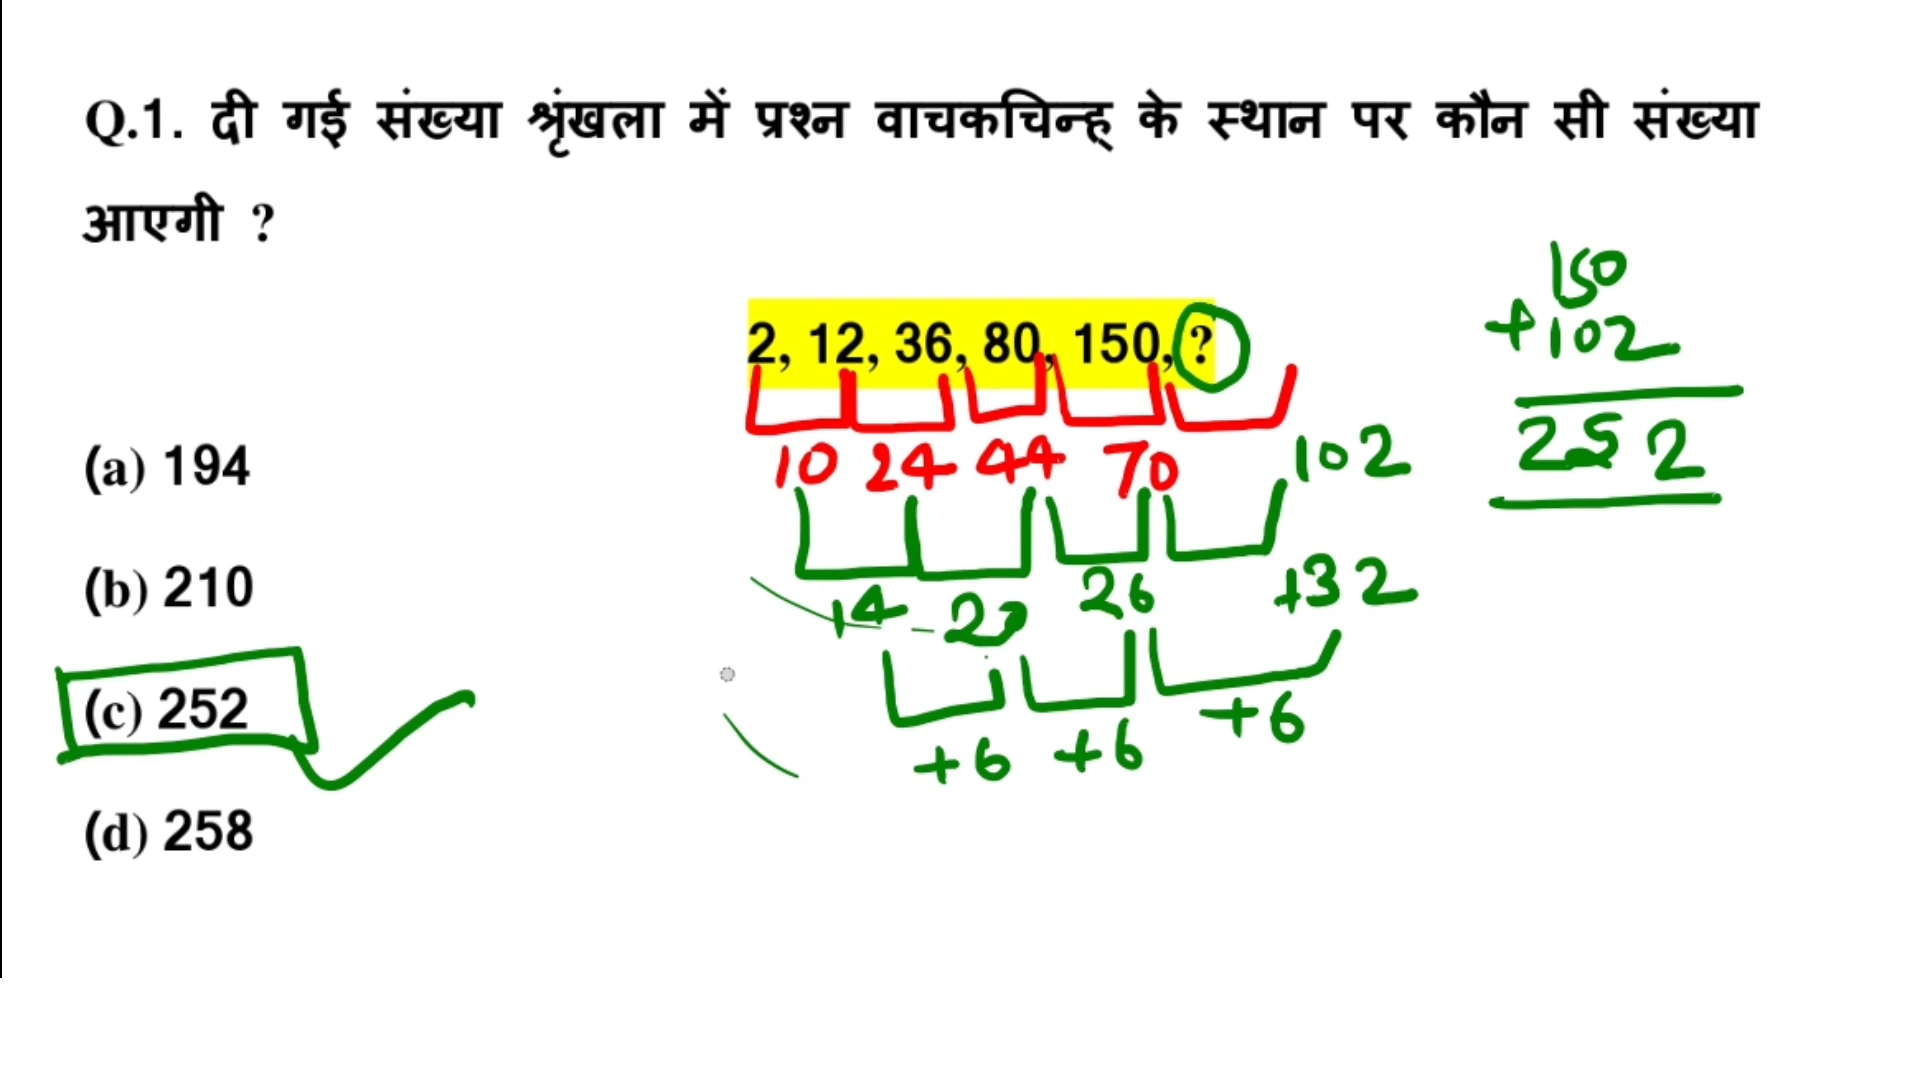 Q.1. दी गई संख्या श्रृंखला में प्रश्न वाचकचिन्ह् के स्थान पर कौन सी संख्या
आएगी ?
2, 12, 36, 80, 150, ?
10 24 44 70 102
14 20 26 +32
+6 +6 +6
150
+102
252
(a) 194
(b) 210
(c) 252
(d) 258